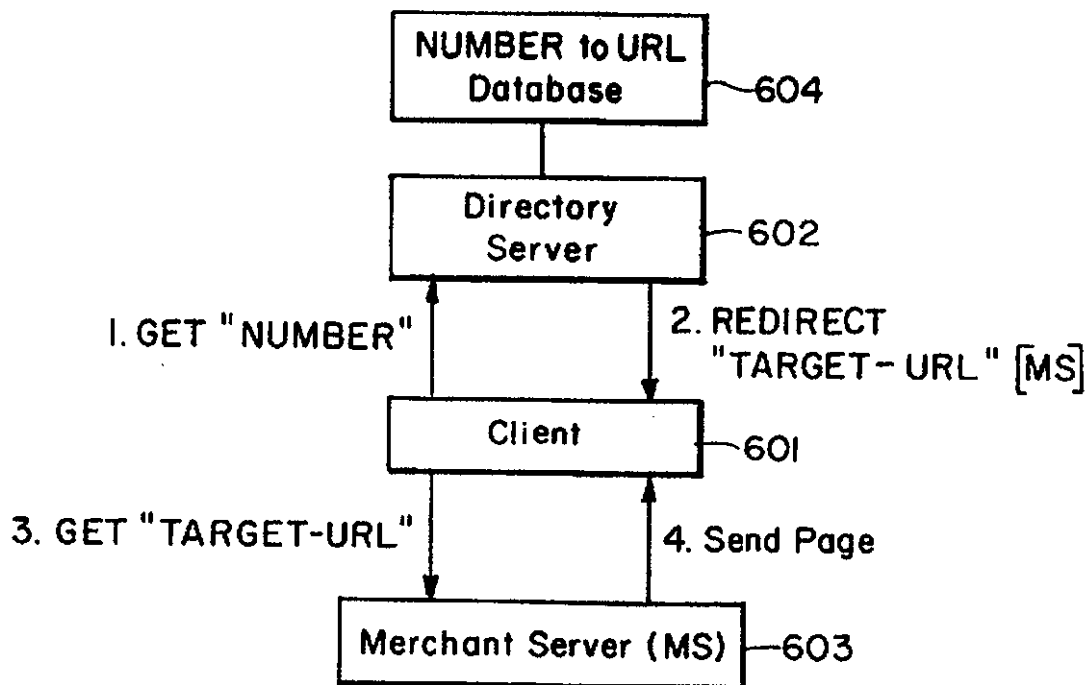 NUMBER to URL
Database
604
Directory
Server
602
1. GET "NUMBER"
2. REDIRECT
"TARGET-URL" [MS]
Client
601
3. GET "TARGET-URL"
4. Send Page
Merchant Server (MS)
603